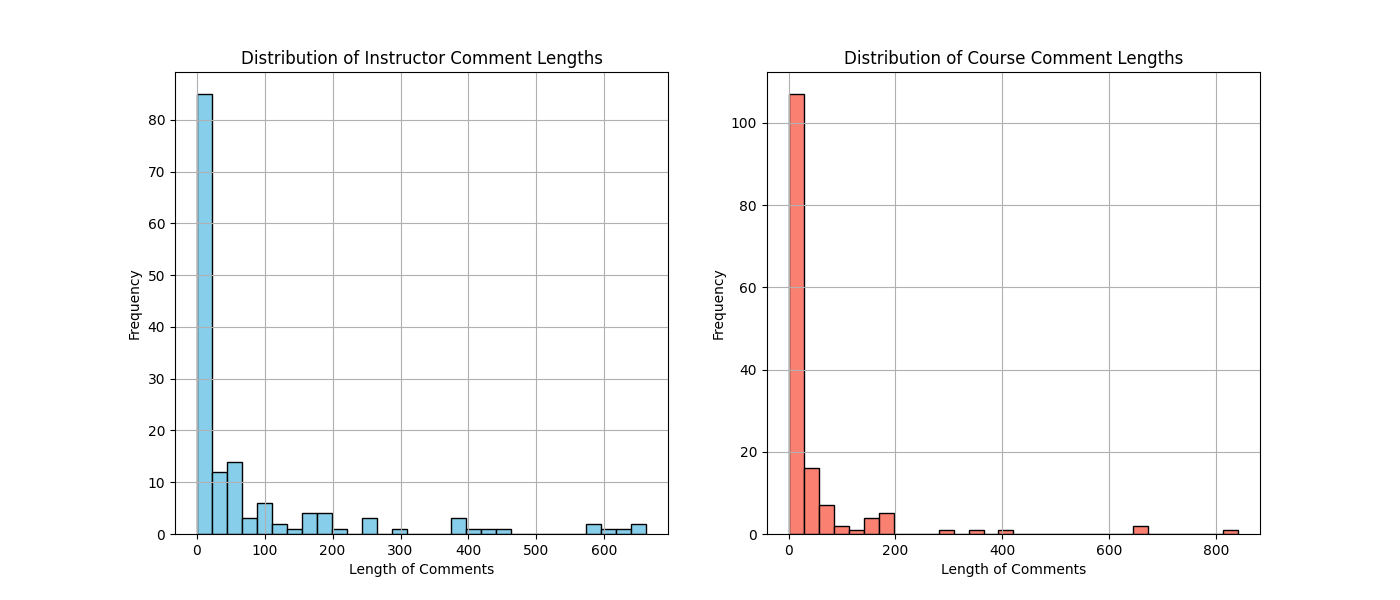 Distribution of Instructor Comment Lengths
80
70
60
50
40
30
20
10
0
Frequency
0 100 200 300 400 500 600
Length of Comments
Distribution of Course Comment Lengths
100
80
60
40
20
0
Frequency
0 200 400 600 800
Length of Comments